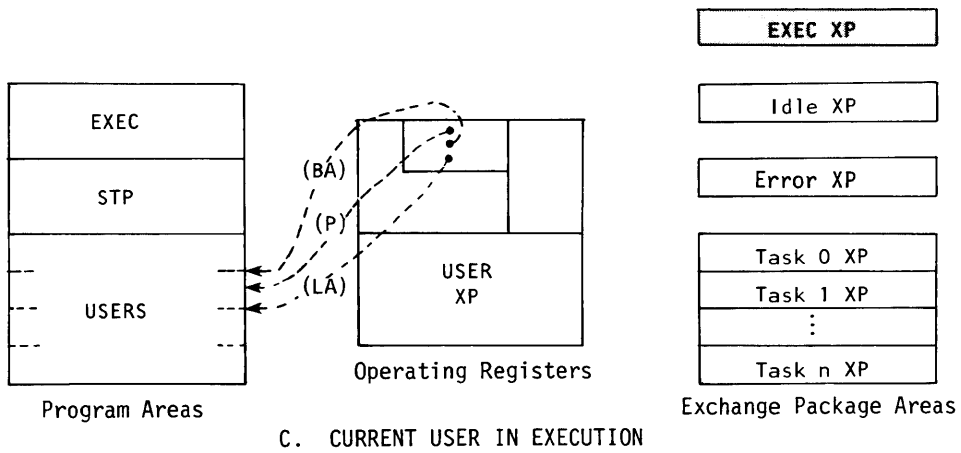 EXEC
STP
USERS
Program Areas
(BA)
(P)
(LA)
USER
XP
Operating Registers
EXEC XP
Idle XP
Error XP
Task 0 XP
Task 1 XP
⋮
Task n XP
Exchange Package Areas
C. CURRENT USER IN EXECUTION